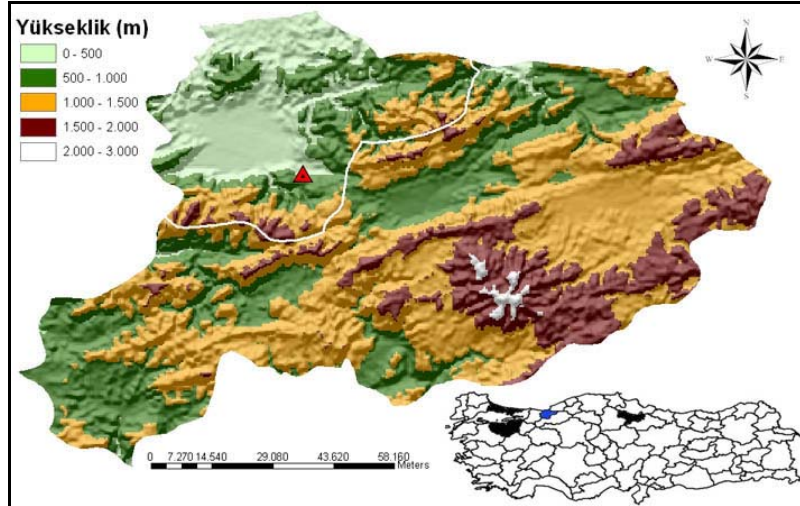 Yükseklik (m)
0 - 500
500 - 1.000
1.000 - 1.500
1.500 - 2.000
2.000 - 3.000
N
W
E
S
0 7.270 14.540 29.080 43.620 58.160
Meters